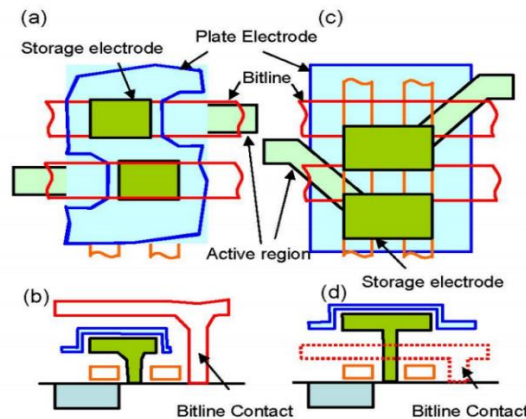 (a)
Storage electrode
Plate Electrode
Bitline
(c)
Active region
Storage electrode
(b)
Bitline Contact
(d)
Bitline Contact